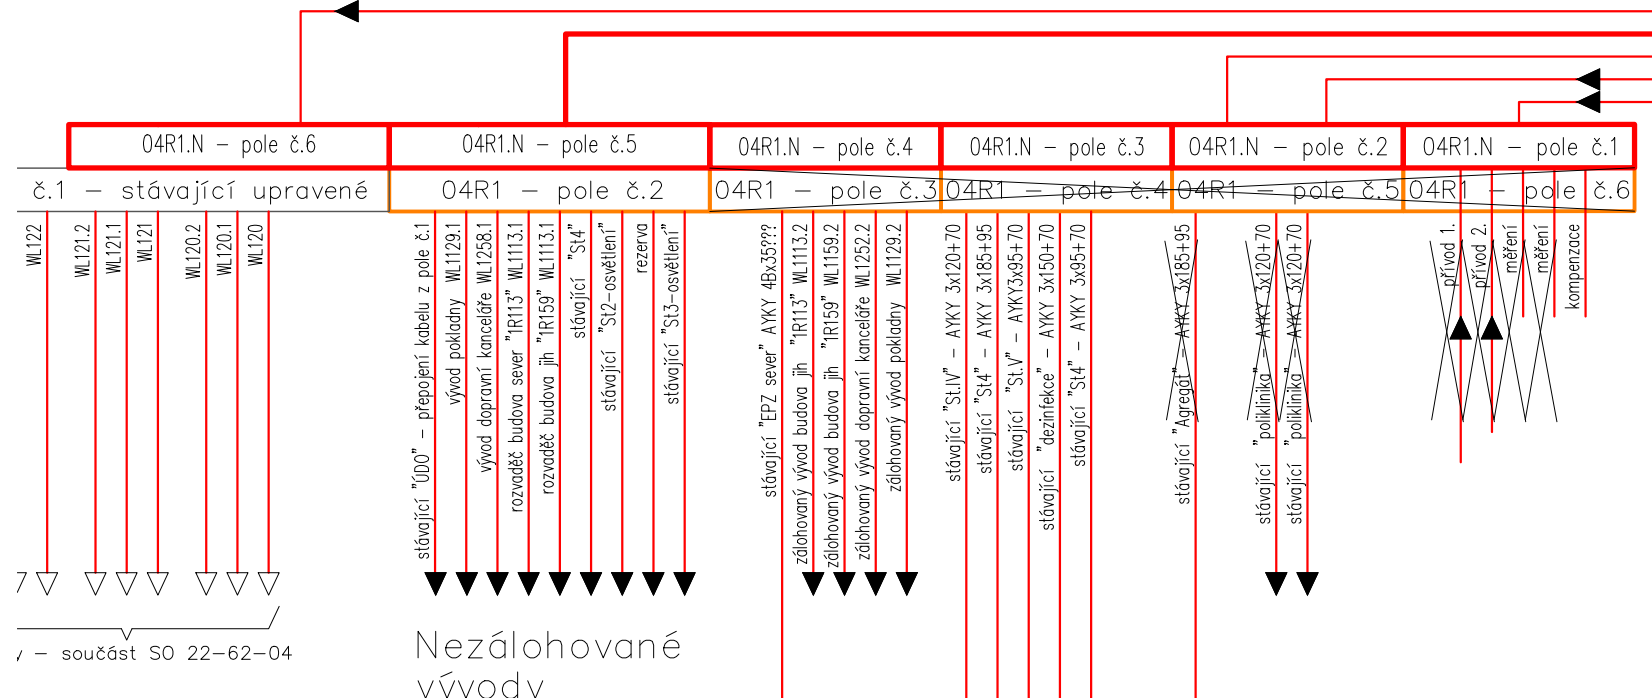 04R1.N – pole č.6
04R1.N – pole č.5
04R1.N – pole č.4
04R1.N – pole č.3
04R1.N – pole č.2
04R1.N – pole č.1
č.1 – stávající upravené
04R1 – pole č.2
04R1 – pole č.3
04R1 – pole č.4
04R1 – pole č.5
04R1 – pole č.6
WL122
WL121.2
WL121.1
WL121
WL120.2
WL120.1
WL120
stávající "ÚDO" – přepojení kabelu z pole č.1
vývod pokladny WL1129.1
vývod dopravní kanceláře WL1258.1
rozvaděč budova sever "1R113" WL1113.1
rozvaděč budova jih "1R159" WL1113.1
stávající "St4"
stávající "St2–osvětlení"
rezerva
stávající "St3–osvětlení"
stávající "EPZ sever" AYKY 4Bx35???
zálohovaný vývod budova jih "1R113" WL1113.2
zálohovaný vývod budova jih "1R159" WL1159.2
zálohovaný vývod dopravní kanceláře WL1252.2
zálohovaný vývod pokladny WL1129.2
stávající "St.IV" – AYKY 3x120+70
stávající "St4" – AYKY 3x185+95
stávající "St.V" – AYKY3x95+70
stávající "dezinfekce" – AYKY 3x150+70
stávající "St4" – AYKY 3x95+70
stávající "Agregát" – AYKY 3x185+95
stávající "poliklinika" – AYKY 3x120+70
stávající "poliklinika" – AYKY 3x120+70
přívod 1.
přívod 2.
měření
měření
kompenzace
– součást SO 22–62–04
Nezálohované
vývody